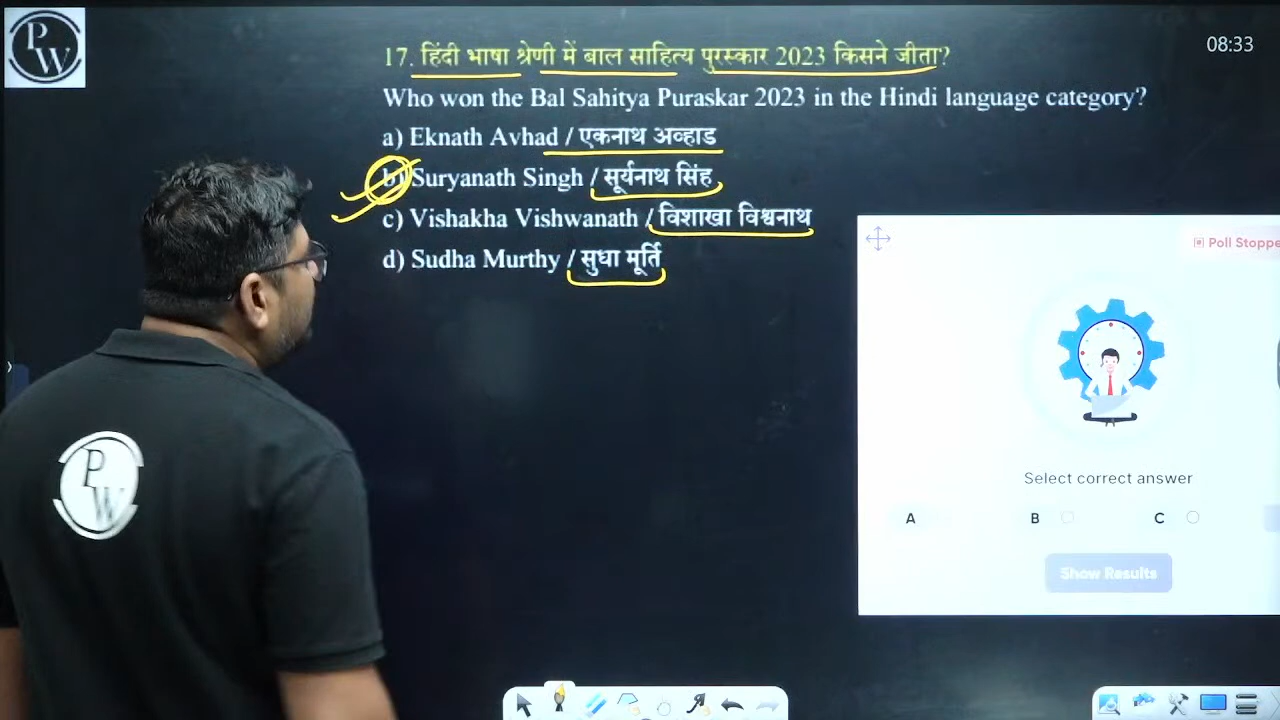 PW
08:33
17. हिंदी भाषा श्रेणी में बाल साहित्य पुरस्कार 2023 किसने जीता?
Who won the Bal Sahitya Puraskar 2023 in the Hindi language category?
a) Eknath Avhad / एकनाथ अव्हाड
b) Suryanath Singh / सूर्यनाथ सिंह
c) Vishakha Vishwanath / विशाखा विश्वनाथ
d) Sudha Murthy / सुधा मूर्ति
Poll Stoppe
PW
Select correct answer
A B C
Show Results